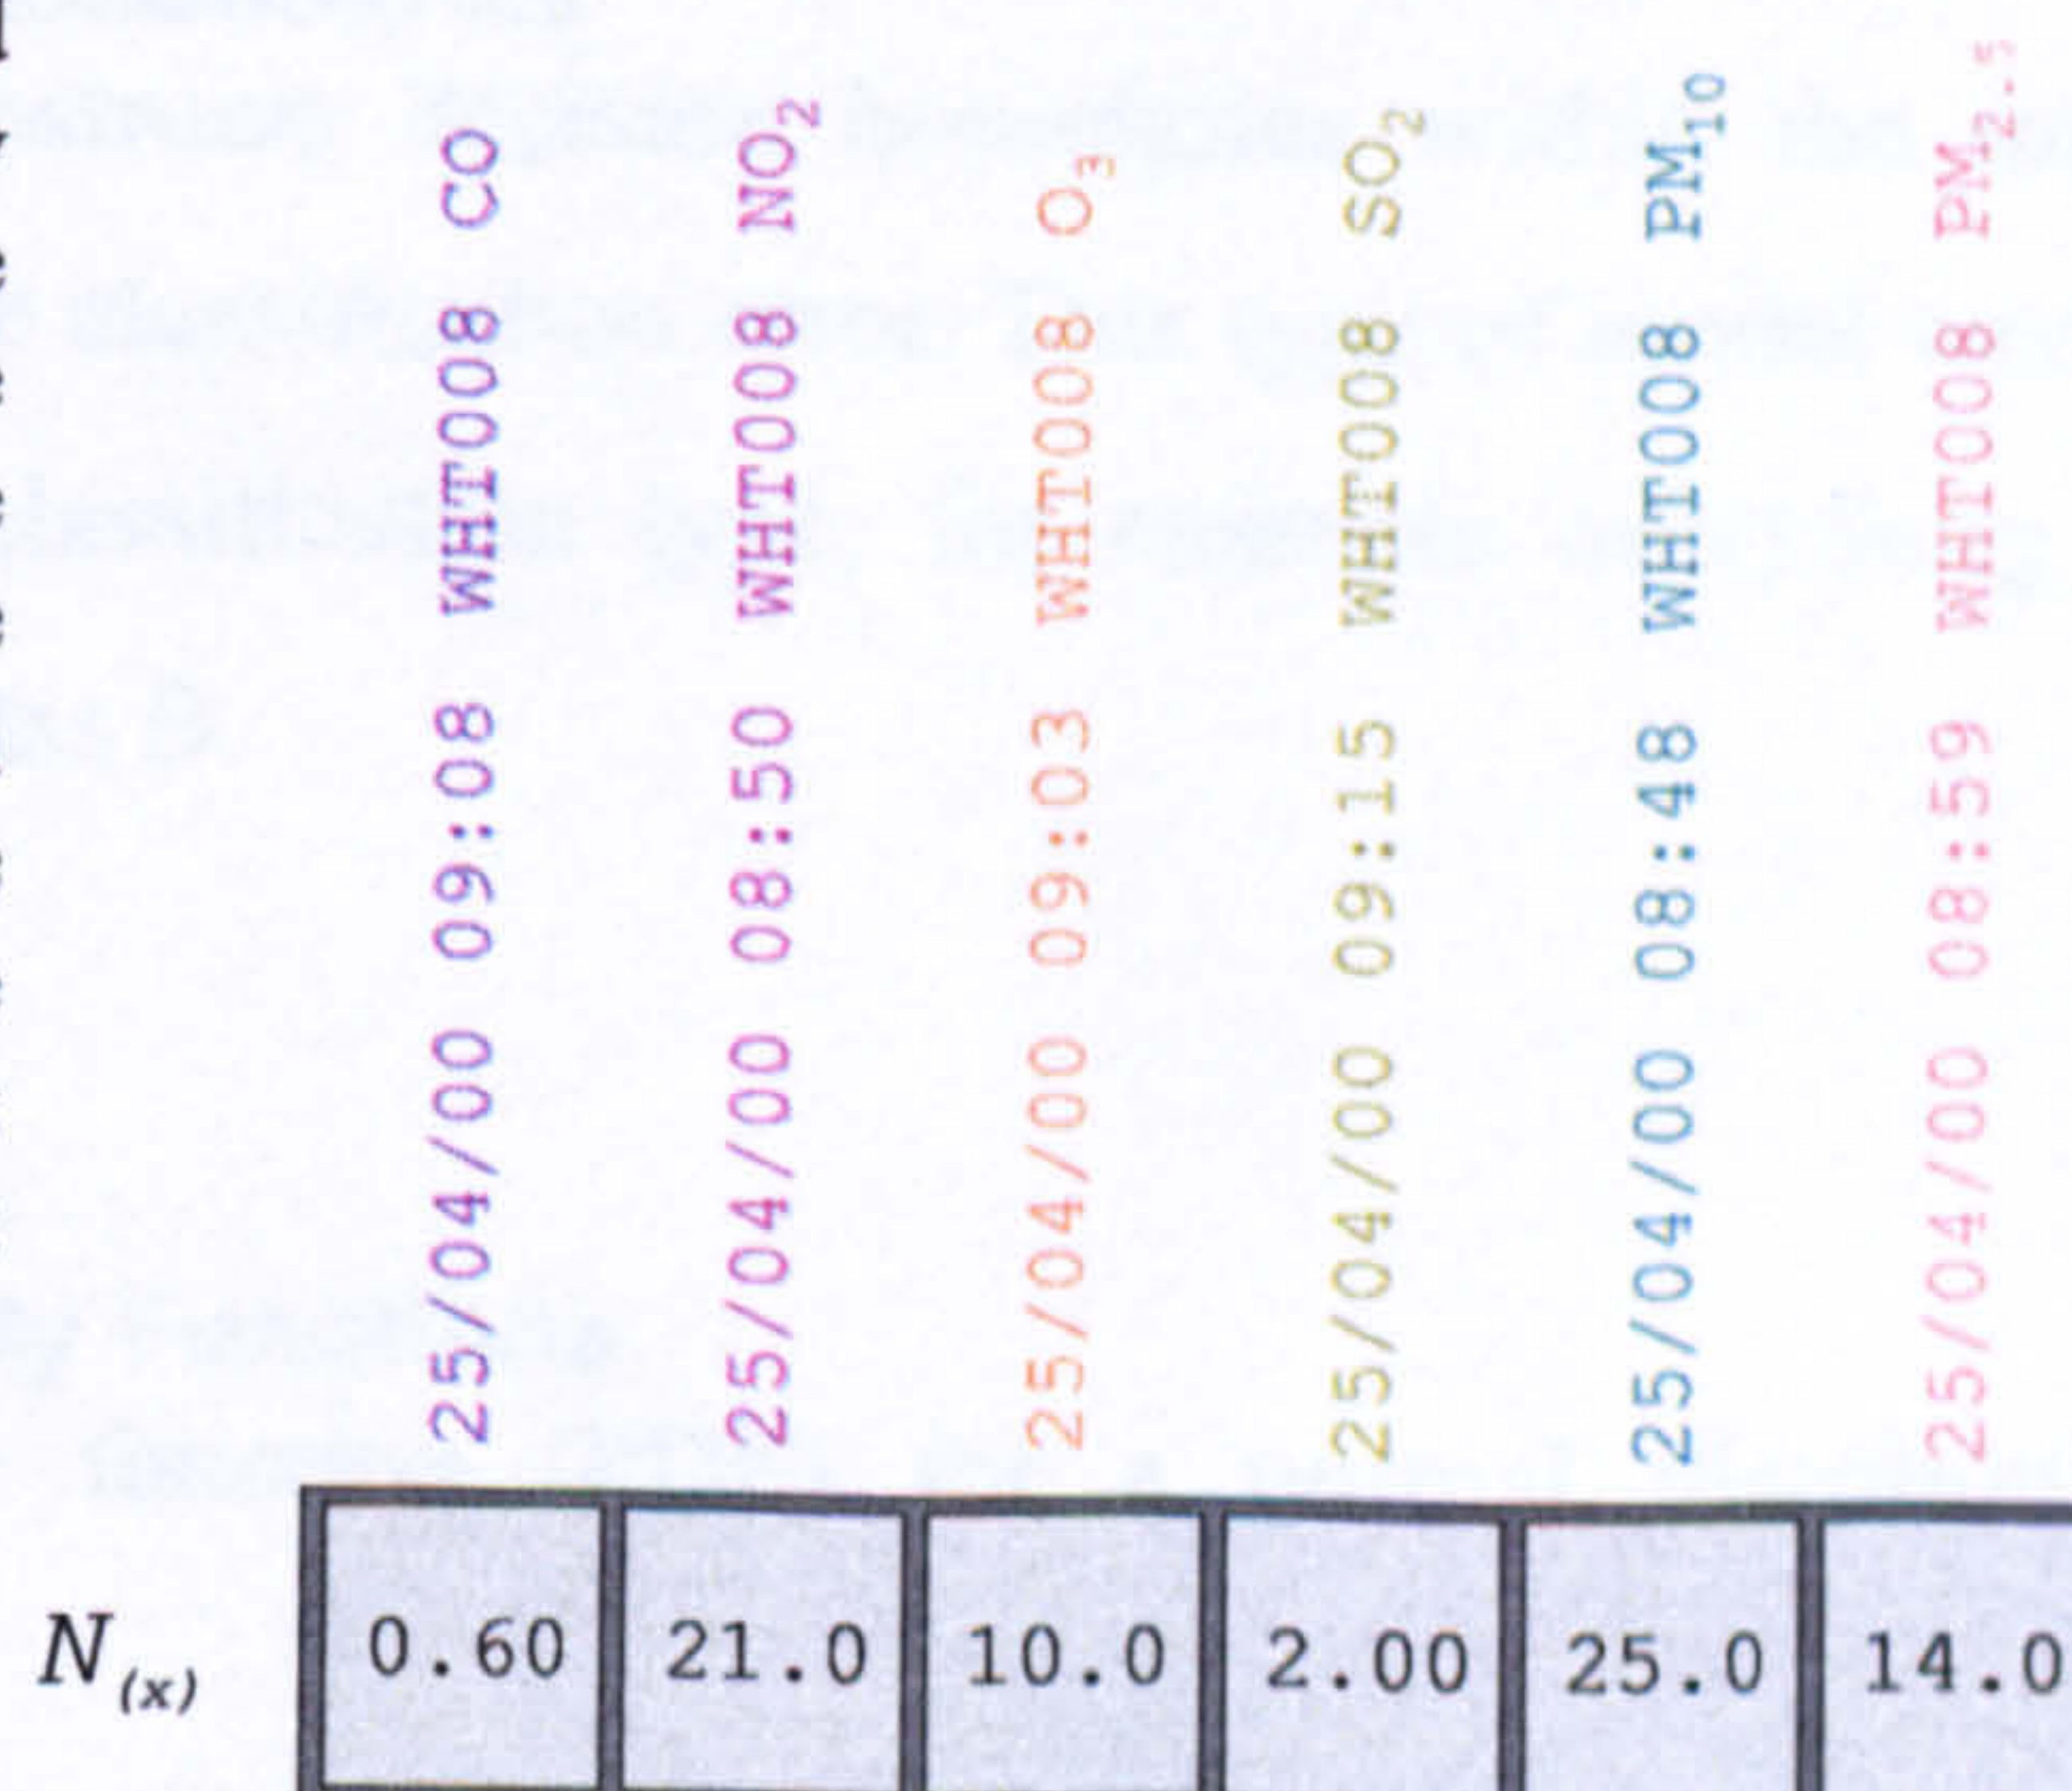 25/04/00 09:08 WHT008 CO
25/04/00 08:50 WHT008 NO₂
25/04/00 09:03 WHT008 O₃
25/04/00 09:15 WHT008 SO₂
25/04/00 08:48 WHT008 PM₁₀
25/04/00 08:59 WHT008 PM₂.₅
N(x) 0.60 21.0 10.0 2.00 25.0 14.0